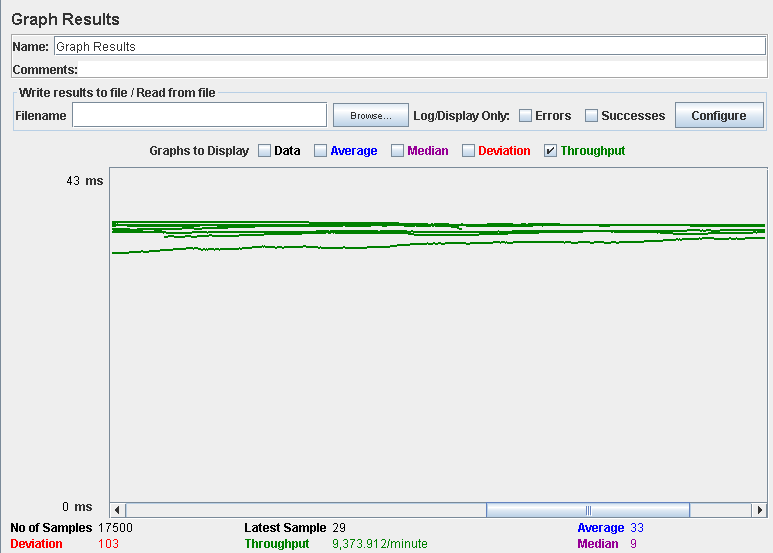 Graph Results
Name: Graph Results
Comments:
Write results to file / Read from file
Filename Browse... Log/Display Only: Errors Successes Configure
Graphs to Display Data Average Median Deviation Throughput
43 ms
0 ms
No of Samples 17500 Latest Sample 29 Average 33
Deviation 103 Throughput 9,373.912/minute Median 9